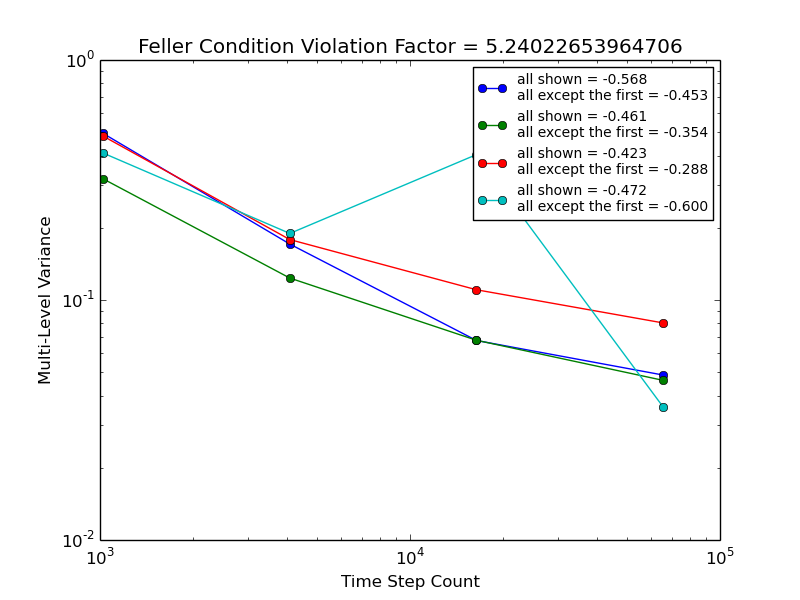 Feller Condition Violation Factor = 5.24022653964706
10^0
all shown = -0.568
all except the first = -0.453
all shown = -0.461
all except the first = -0.354
all shown = -0.423
all except the first = -0.288
all shown = -0.472
all except the first = -0.600
Multi-Level Variance
10^-1
10^-2
10^3
10^4
10^5
Time Step Count